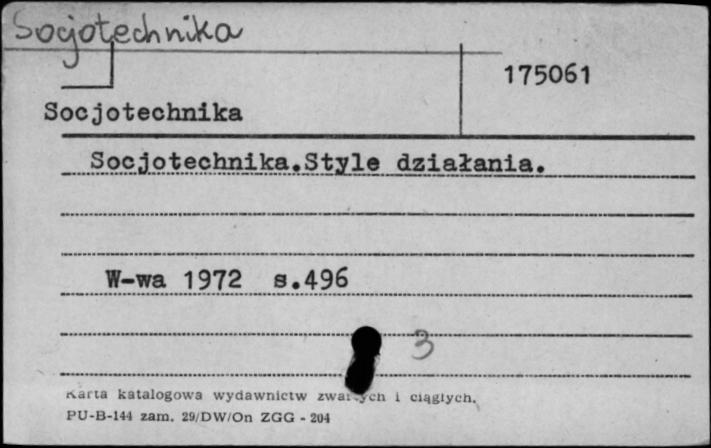 Socjotechnika
175061
Socjotechnika
Socjotechnika.Style działania.
W-wa 1972 s.496
3
Karta katalogowa wydawnictw zwartych i ciągłych.
PU-B-144 zam. 29/DW/On ZGG - 204